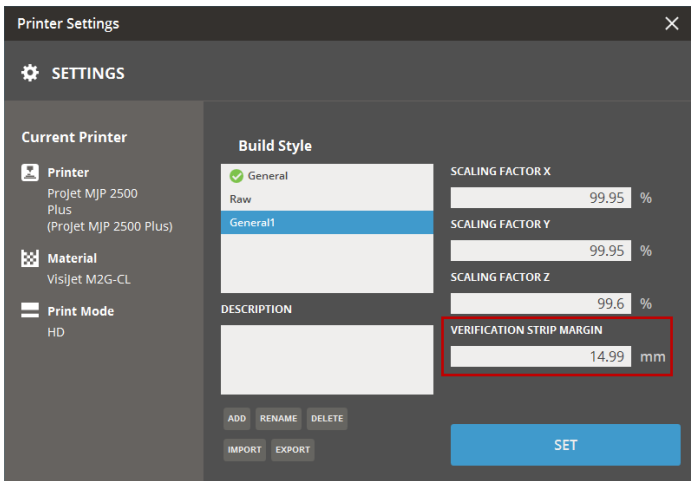 Printer Settings
SETTINGS
Current Printer
Printer
ProJet MJP 2500
Plus
(ProJet MJP 2500 Plus)
Material
VisiJet M2G-CL
Print Mode
HD
Build Style
General
Raw
General1
DESCRIPTION
ADD RENAME DELETE
IMPORT EXPORT
SCALING FACTOR X
99.95 %
SCALING FACTOR Y
99.95 %
SCALING FACTOR Z
99.6 %
VERIFICATION STRIP MARGIN
14.99 mm
SET